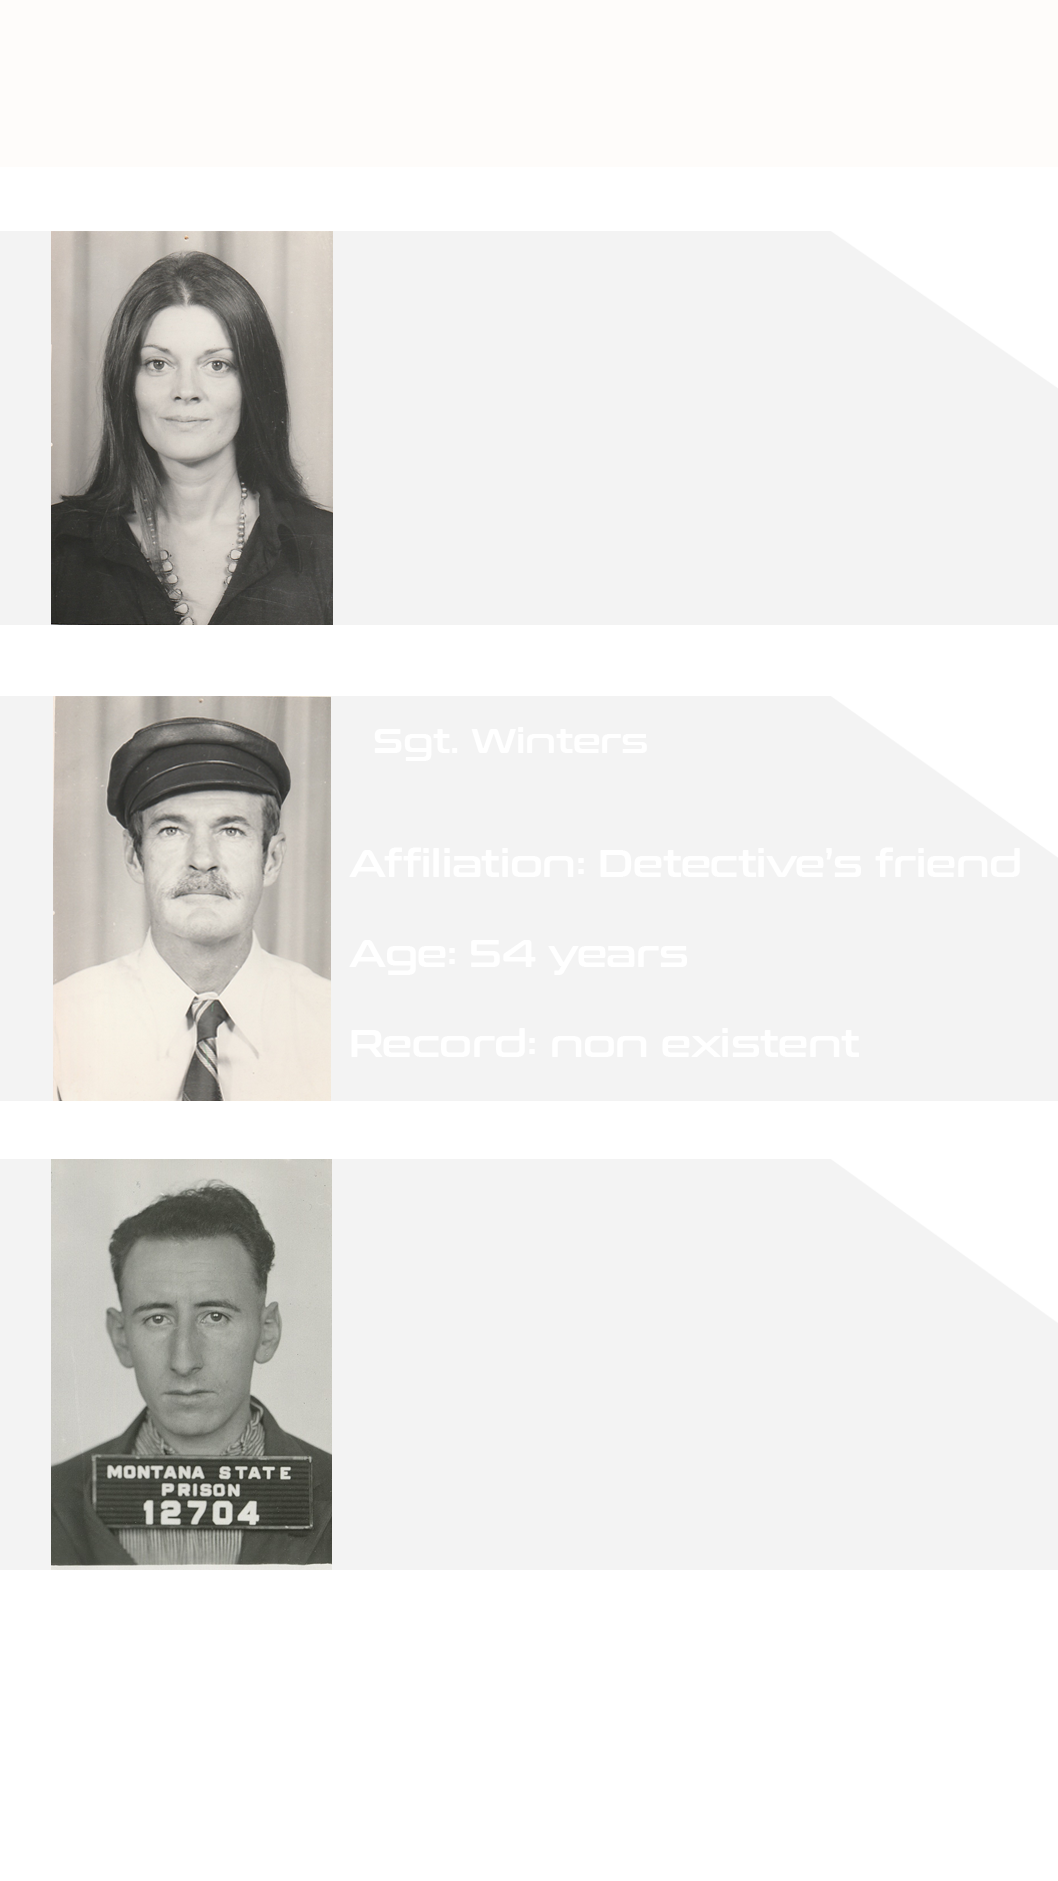 Sgt. Winters
Affiliation: Detective's friend
Age: 54 years
Record: non existent
MONTANA STATE
PRISON
12704